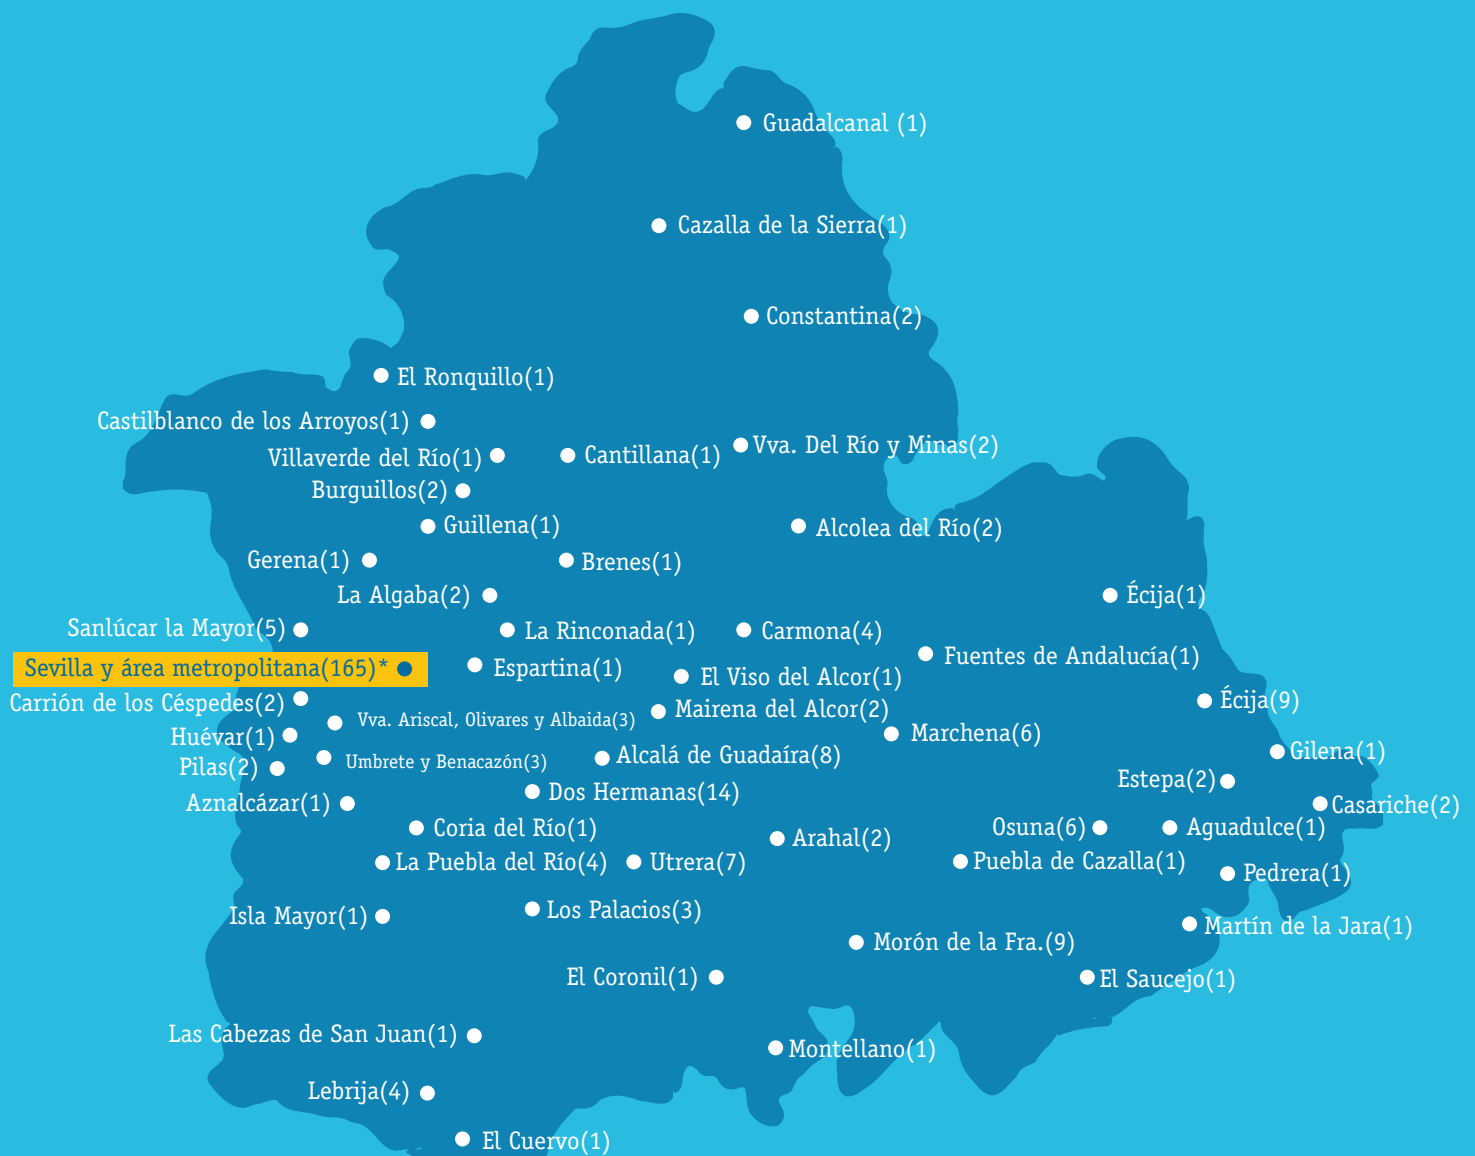 Guadalcanal (1)
Cazalla de la Sierra(1)
Constantina(2)
El Ronquillo(1)
Castilblanco de los Arroyos(1)
Vva. Del Río y Minas(2)
Villaverde del Río(1)
Cantillana(1)
Burguillos(2)
Guillena(1)
Alcolea del Río(2)
Gerena(1)
Brenes(1)
La Algaba(2)
Écija(1)
Sanlúcar la Mayor(5)
La Rinconada(1)
Carmona(4)
Sevilla y área metropolitana(165)*
Espartina(1)
Fuentes de Andalucía(1)
El Viso del Alcor(1)
Carrión de los Céspedes(2)
Écija(9)
Vva. Ariscal, Olivares y Albaida(3)
Mairena del Alcor(2)
Huévar(1)
Marchena(6)
Gilena(1)
Pilas(2)
Umbrete y Benacazón(3)
Alcalá de Guadaíra(8)
Estepa(2)
Aznalcázar(1)
Dos Hermanas(14)
Casariche(2)
Coria del Río(1)
Arahal(2)
Osuna(6)
Aguadulce(1)
La Puebla del Río(4)
Utrera(7)
Puebla de Cazalla(1)
Pedrera(1)
Isla Mayor(1)
Los Palacios(3)
Martín de la Jara(1)
Morón de la Fra.(9)
El Coronil(1)
El Saucejo(1)
Las Cabezas de San Juan(1)
Montellano(1)
Lebrija(4)
El Cuervo(1)